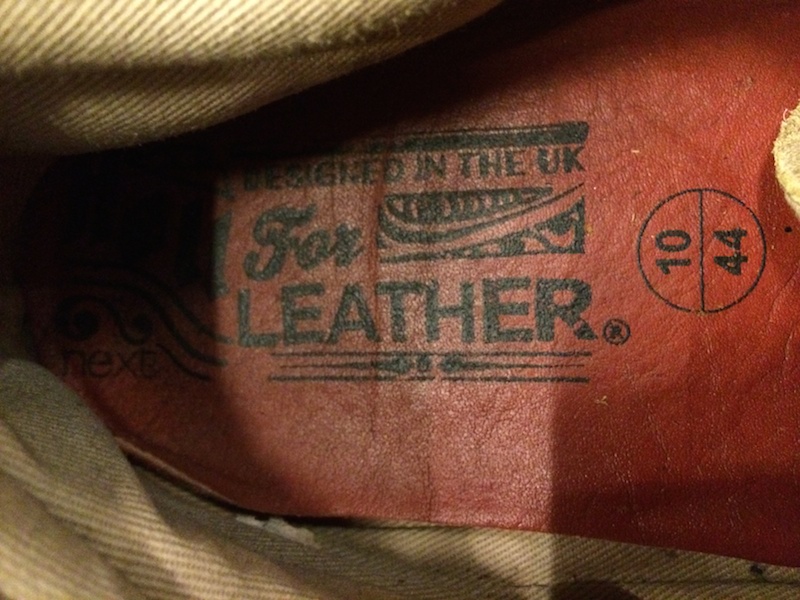 DESIGNED IN THE UK
For
LEATHER®
next
10
44